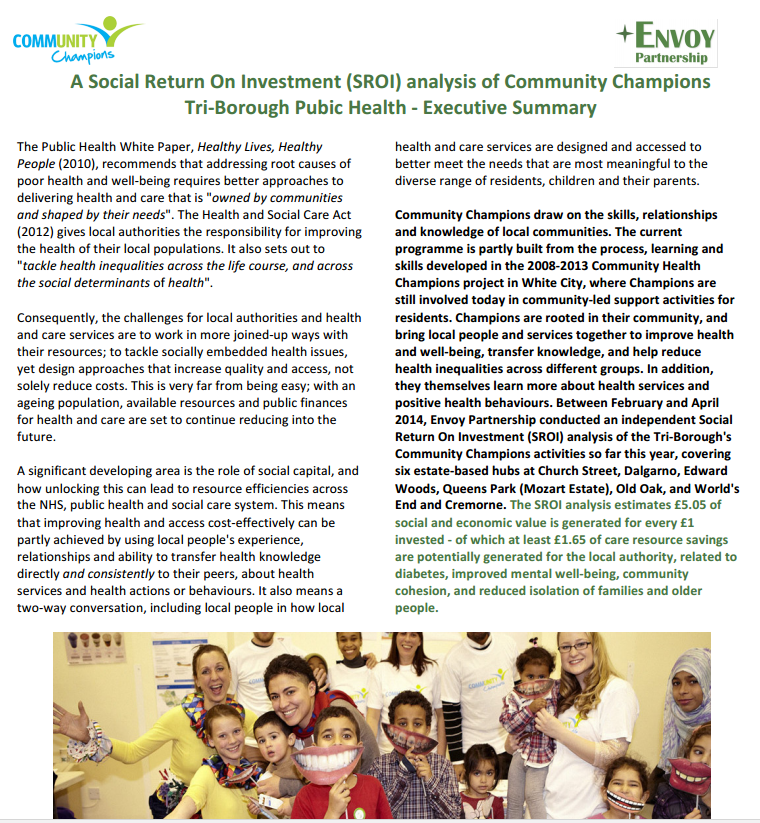 COMMUNITY
Champions
ENVOY
Partnership
A Social Return On Investment (SROI) analysis of Community Champions
Tri-Borough Pubic Health - Executive Summary
The Public Health White Paper, Healthy Lives, Healthy
People (2010), recommends that addressing root causes of
poor health and well-being requires better approaches to
delivering health and care that is "owned by communities
and shaped by their needs". The Health and Social Care Act
(2012) gives local authorities the responsibility for improving
the health of their local populations. It also sets out to
"tackle health inequalities across the life course, and across
the social determinants of health".
Consequently, the challenges for local authorities and health
and care services are to work in more joined-up ways with
their resources; to tackle socially embedded health issues,
yet design approaches that increase quality and access, not
solely reduce costs. This is very far from being easy; with an
ageing population, available resources and public finances
for health and care are set to continue reducing into the
future.
A significant developing area is the role of social capital, and
how unlocking this can lead to resource efficiencies across
the NHS, public health and social care system. This means
that improving health and access cost-effectively can be
partly achieved by using local people's experience,
relationships and ability to transfer health knowledge
directly and consistently to their peers, about health
services and health actions or behaviours. It also means a
two-way conversation, including local people in how local
health and care services are designed and accessed to
better meet the needs that are most meaningful to the
diverse range of residents, children and their parents.
Community Champions draw on the skills, relationships
and knowledge of local communities. The current
programme is partly built from the process, learning and
skills developed in the 2008-2013 Community Health
Champions project in White City, where Champions are
still involved today in community-led support activities for
residents. Champions are rooted in their community, and
bring local people and services together to improve health
and well-being, transfer knowledge, and help reduce
health inequalities across different groups. In addition,
they themselves learn more about health services and
positive health behaviours. Between February and April
2014, Envoy Partnership conducted an independent Social
Return On Investment (SROI) analysis of the Tri-Borough's
Community Champions activities so far this year, covering
six estate-based hubs at Church Street, Dalgarno, Edward
Woods, Queens Park (Mozart Estate), Old Oak, and World's
End and Cremorne. The SROI analysis estimates £5.05 of
social and economic value is generated for every £1
invested - of which at least £1.65 of care resource savings
are potentially generated for the local authority, related to
diabetes, improved mental well-being, community
cohesion, and reduced isolation of families and older
people.
COMMUNITY
Champions